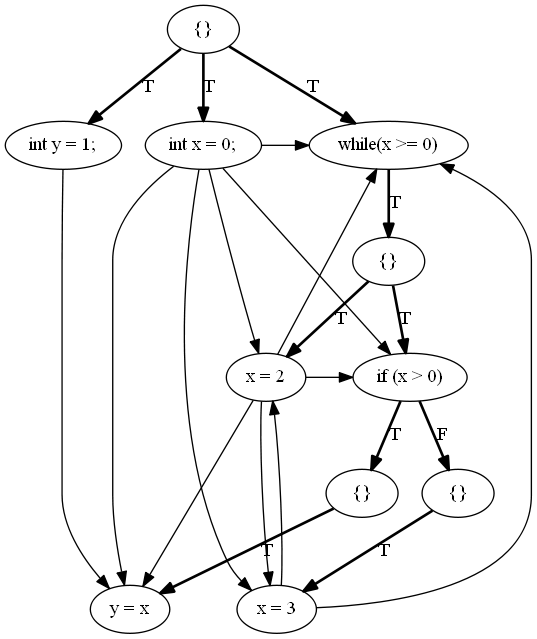 {}
T
T
T
int y = 1;
int x = 0;
while(x >= 0)
T
{}
T
T
x = 2
if (x > 0)
T
F
{}
{}
T
T
y = x
x = 3